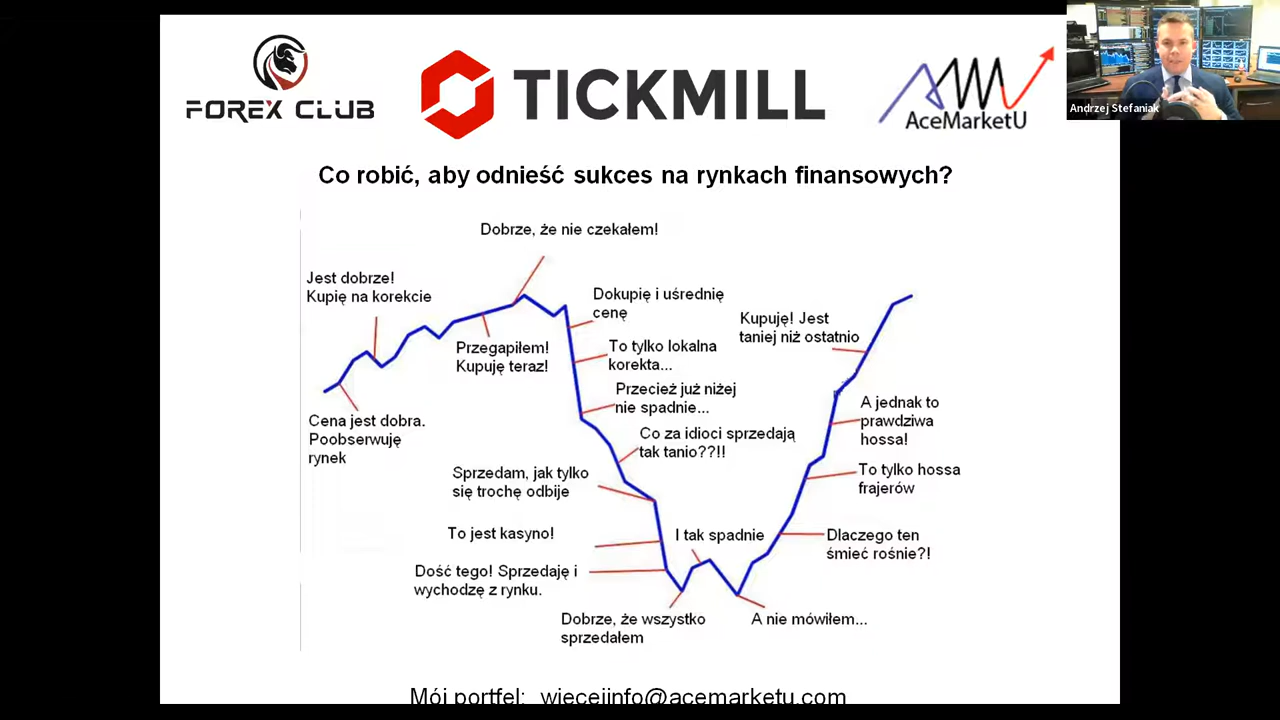 FOREX CLUB
TICKMILL
AceMarketU
Andrzej Stefaniak
Co robić, aby odnieść sukces na rynkach finansowych?
Dobrze, że nie czekałem!
Jest dobrze!
Kupię na korekcie
Dokupię i uśrednię
cenę
Kupuję! Jest
taniej niż ostatnio
Przegapiłem!
Kupuję teraz!
To tylko lokalna
korekta...
Przecież już niżej
nie spadnie...
Cena jest dobra.
Poobserwuję
rynek
A jednak to
prawdziwa
hossa!
Co za idioci sprzedają
tak tanio??!!
Sprzedam, jak tylko
się trochę odbije
To tylko hossa
frajerów
To jest kasyno!
I tak spadnie
Dlaczego ten
śmieć rośnie?!
Dość tego! Sprzedaję i
wychodzę z rynku.
Dobrze, że wszystko
sprzedałem
A nie mówiłem...
Mój portfel: wiecejinfo@acemarketu.com